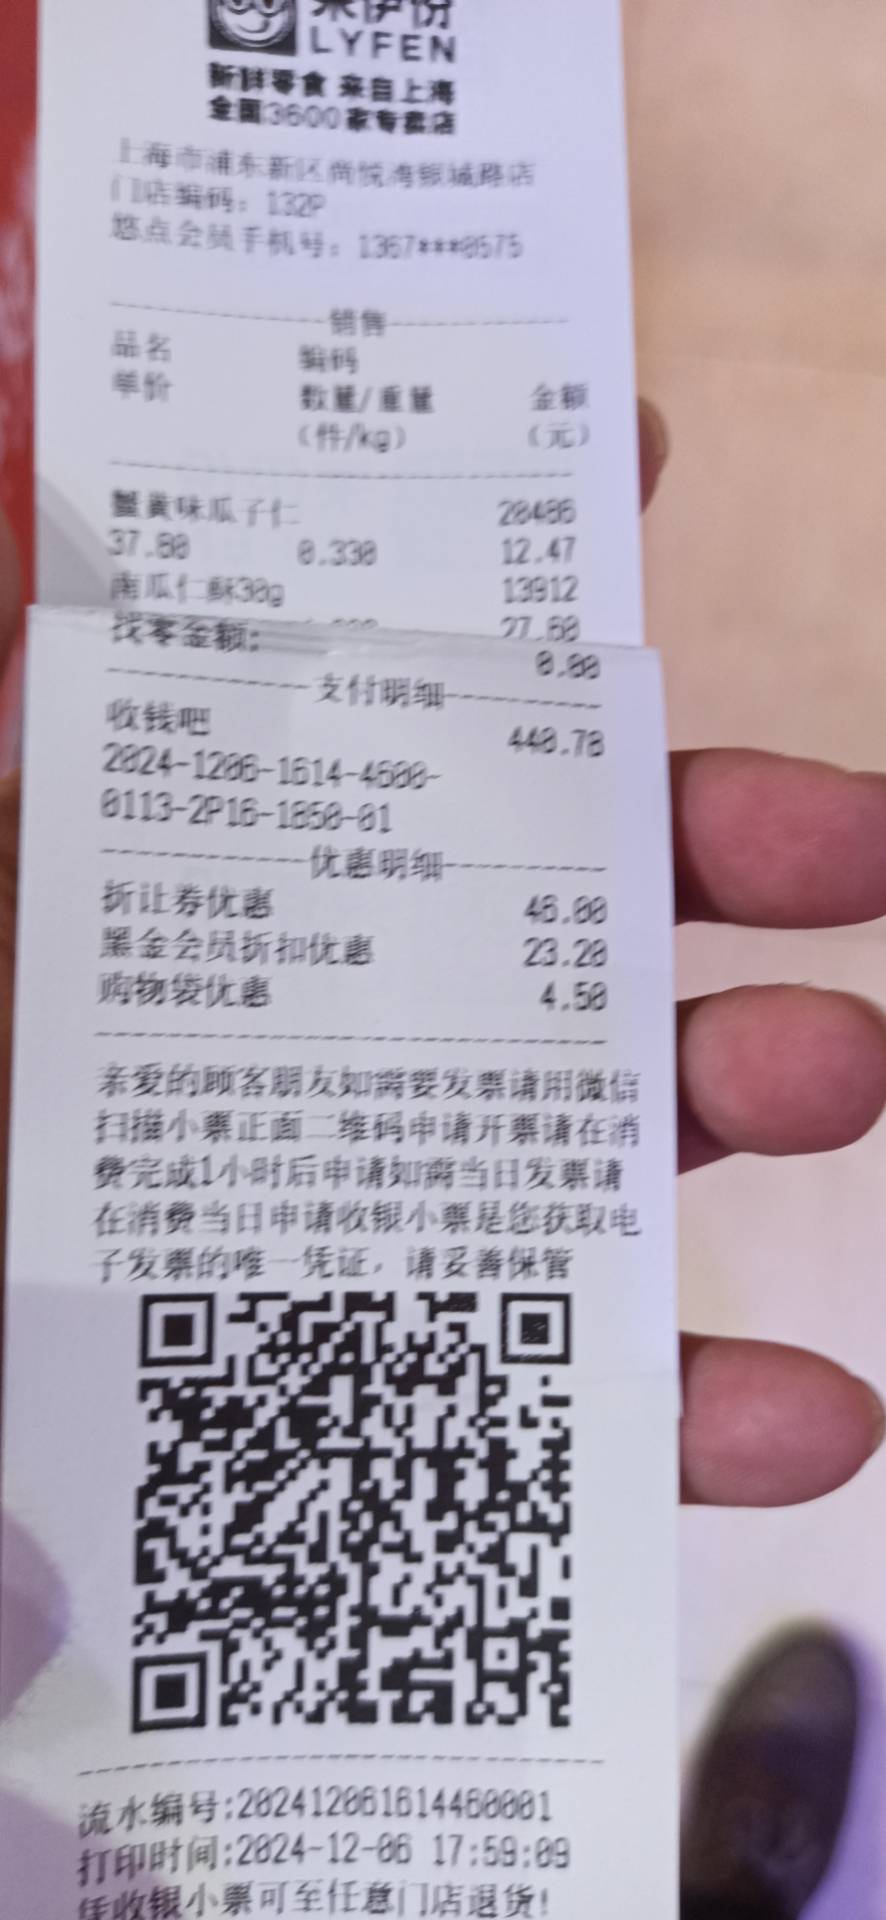 来伊份
LYFEN
新鲜零食 来自上海
全国3600家专卖店
上海市浦东新区尚悦湾银城路店
门店编码：132P
悠点会员手机号：1367***0575
销售
品名 编码
单价 数量/重量 金额
（件/kg） （元）
蟹黄味瓜子仁 20486
37.80 0.330 12.47
南瓜仁酥30g 13912
27.60
找零金额: 0.00
支付明细
收钱吧 440.78
2024-1206-1614-4600-
0113-2P16-1850-01
优惠明细
折让券优惠 46.00
黑金会员折扣优惠 23.20
购物袋优惠 4.50
亲爱的顾客朋友如需要发票请用微信
扫描小票正面二维码申请开票请在消
费完成1小时后申请如需当日发票请
在消费当日申请收银小票是您获取电
子发票的唯一凭证，请妥善保管
流水编号:202412061614460001
打印时间:2024-12-06 17:59:09
凭收银小票可至任意门店退货!